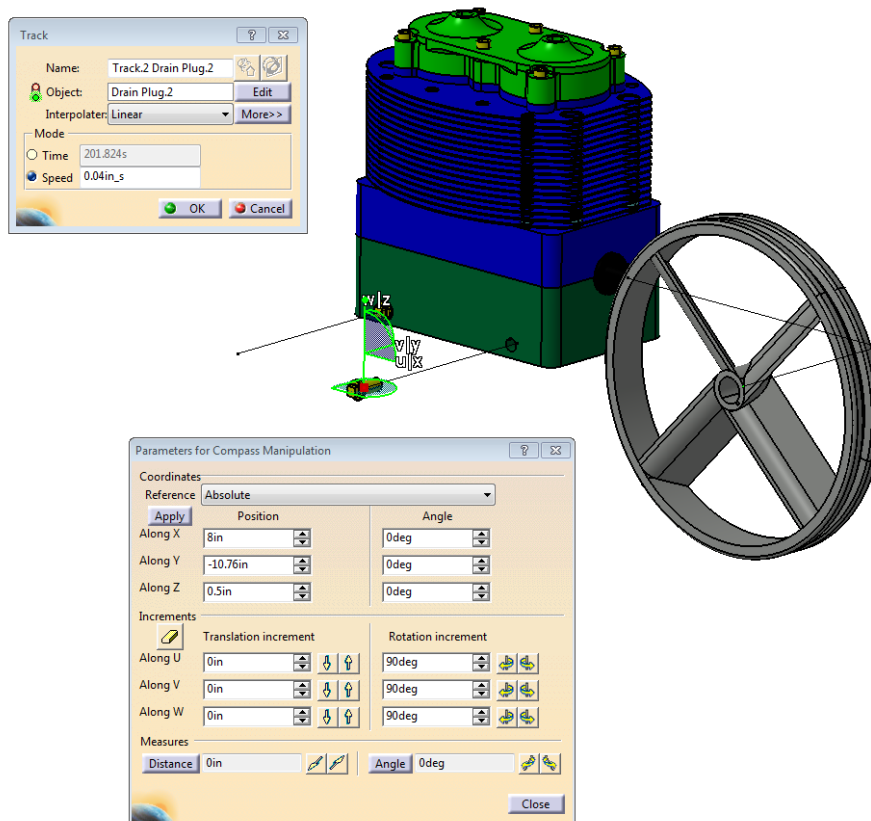 Track
Name: Track.2 Drain Plug.2
Object: Drain Plug.2 Edit
Interpolater: Linear More>>
Mode
Time 201.824s
Speed 0.04in_s
OK Cancel
w|z
v|y
u|x
Parameters for Compass Manipulation
Coordinates
Reference Absolute
Apply Position Angle
Along X 8in 0deg
Along Y -10.76in 0deg
Along Z 0.5in 0deg
Increments
Translation increment Rotation increment
Along U 0in 90deg
Along V 0in 90deg
Along W 0in 90deg
Measures
Distance 0in Angle 0deg
Close